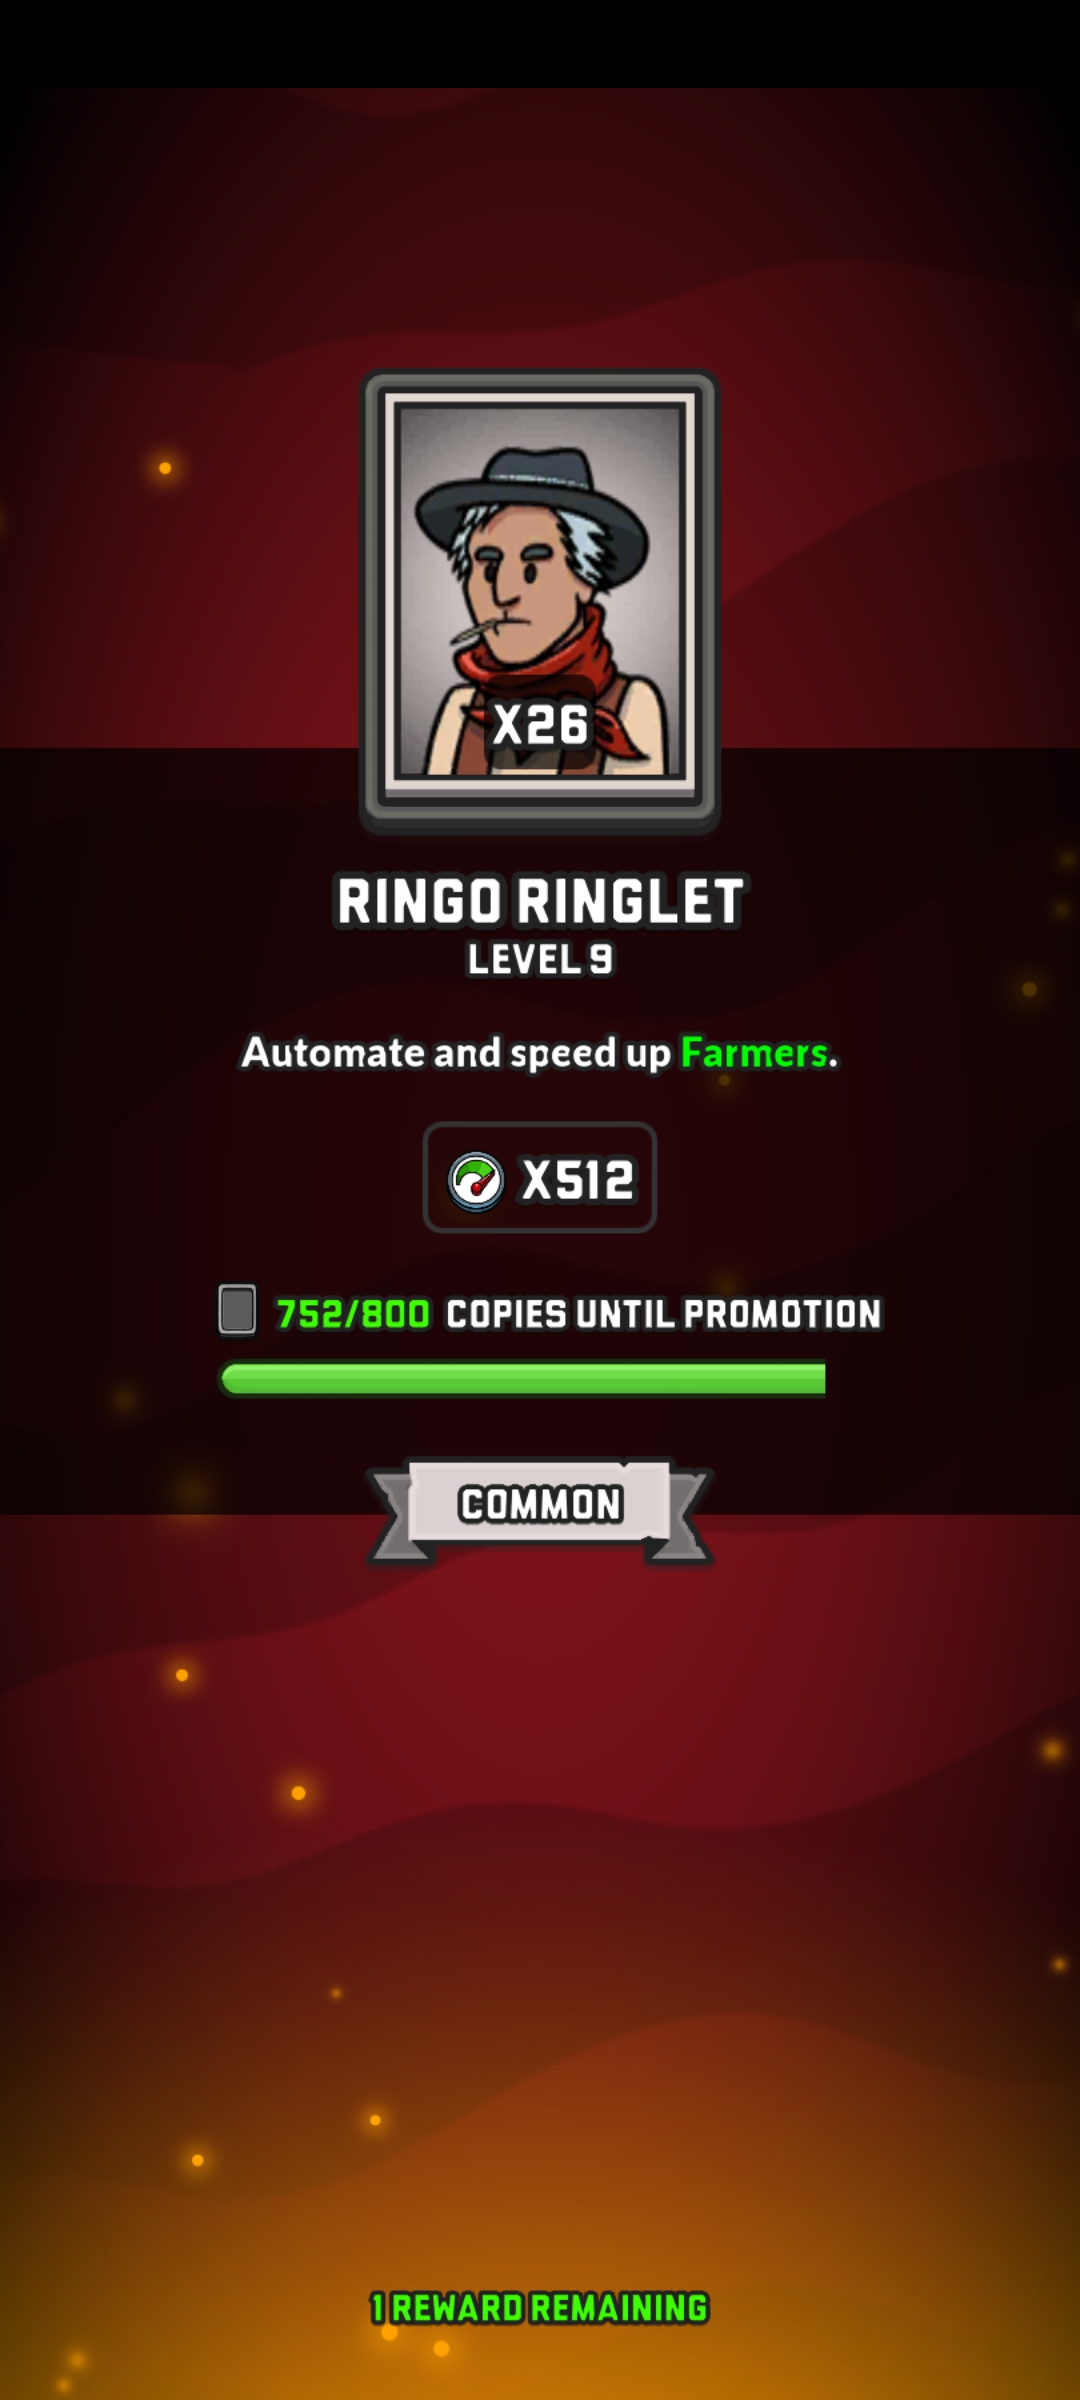 X26
RINGO RINGLET
LEVEL 9
Automate and speed up Farmers.
X512
752/800 COPIES UNTIL PROMOTION
COMMON
1 REWARD REMAINING